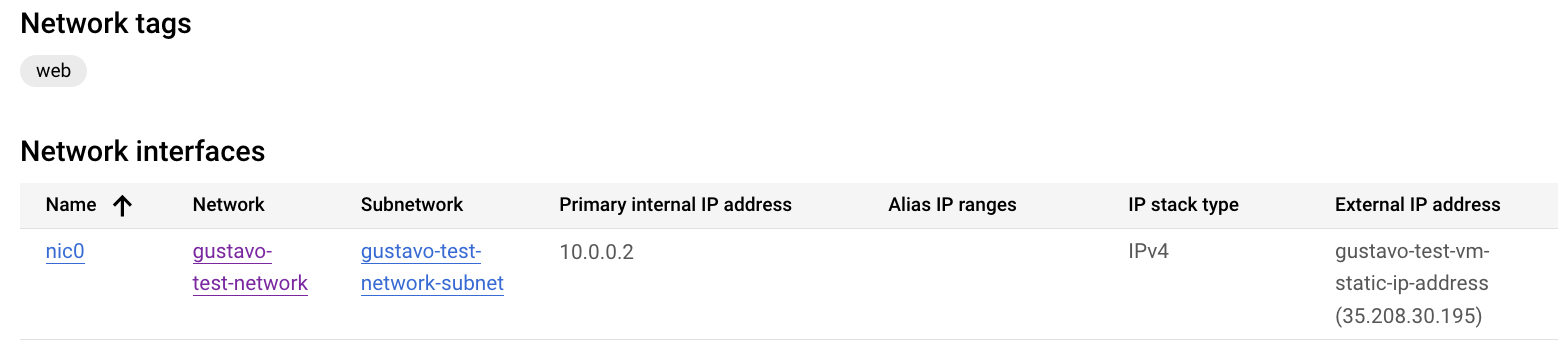 Network tags
web
Network interfaces
Name Network Subnetwork Primary internal IP address Alias IP ranges IP stack type External IP address
nic0 gustavo- gustavo-test- 10.0.0.2 IPv4 gustavo-test-vm-
test-network network-subnet static-ip-address
(35.208.30.195)